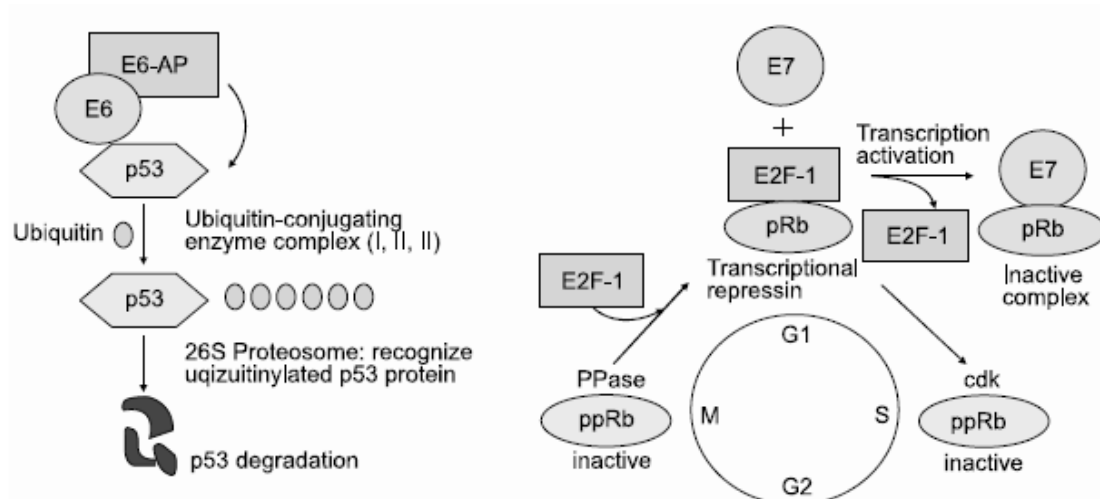 E6-AP
E6
p53
Ubiquitin
Ubiquitin-conjugating
enzyme complex (I, II, II)
p53
26S Proteosome: recognize
uqizuitinylated p53 protein
p53 degradation
E7
+
E2F-1
pRb
Transcription
activation
E2F-1
E7
pRb
Inactive
complex
Transcriptional
repressin
E2F-1
PPase
ppRb
inactive
G1
M
S
G2
cdk
ppRb
inactive